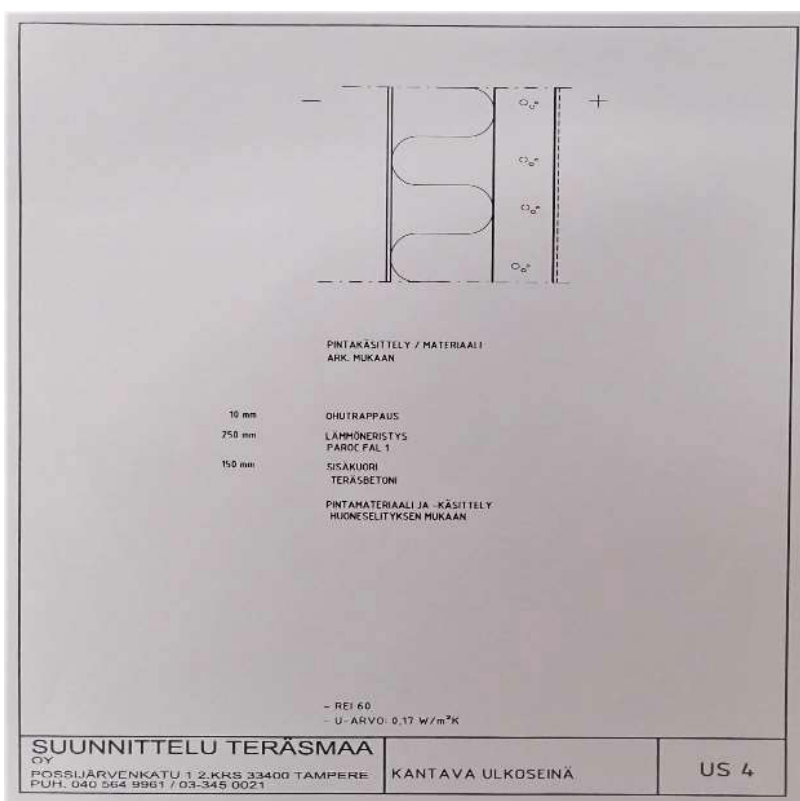 − +
PINTAKÄSITTELY / MATERIAALI
ARK. MUKAAN
10 mm OHUTRAPPAUS
250 mm LÄMMÖNERISTYS
PAROC FAL 1
150 mm SISÄKUORI
TERÄSBETONI
PINTAMATERIAALI JA -KÄSITTELY
HUONESELITYKSEN MUKAAN
- REI 60
- U-ARVO: 0,17 W/m²K
SUUNNITTELU TERÄSMAA
OY
POSSIJÄRVENKATU 1 2.KRS 33400 TAMPERE
PUH. 040 564 9961 / 03-345 0021
KANTAVA ULKOSEINÄ
US 4